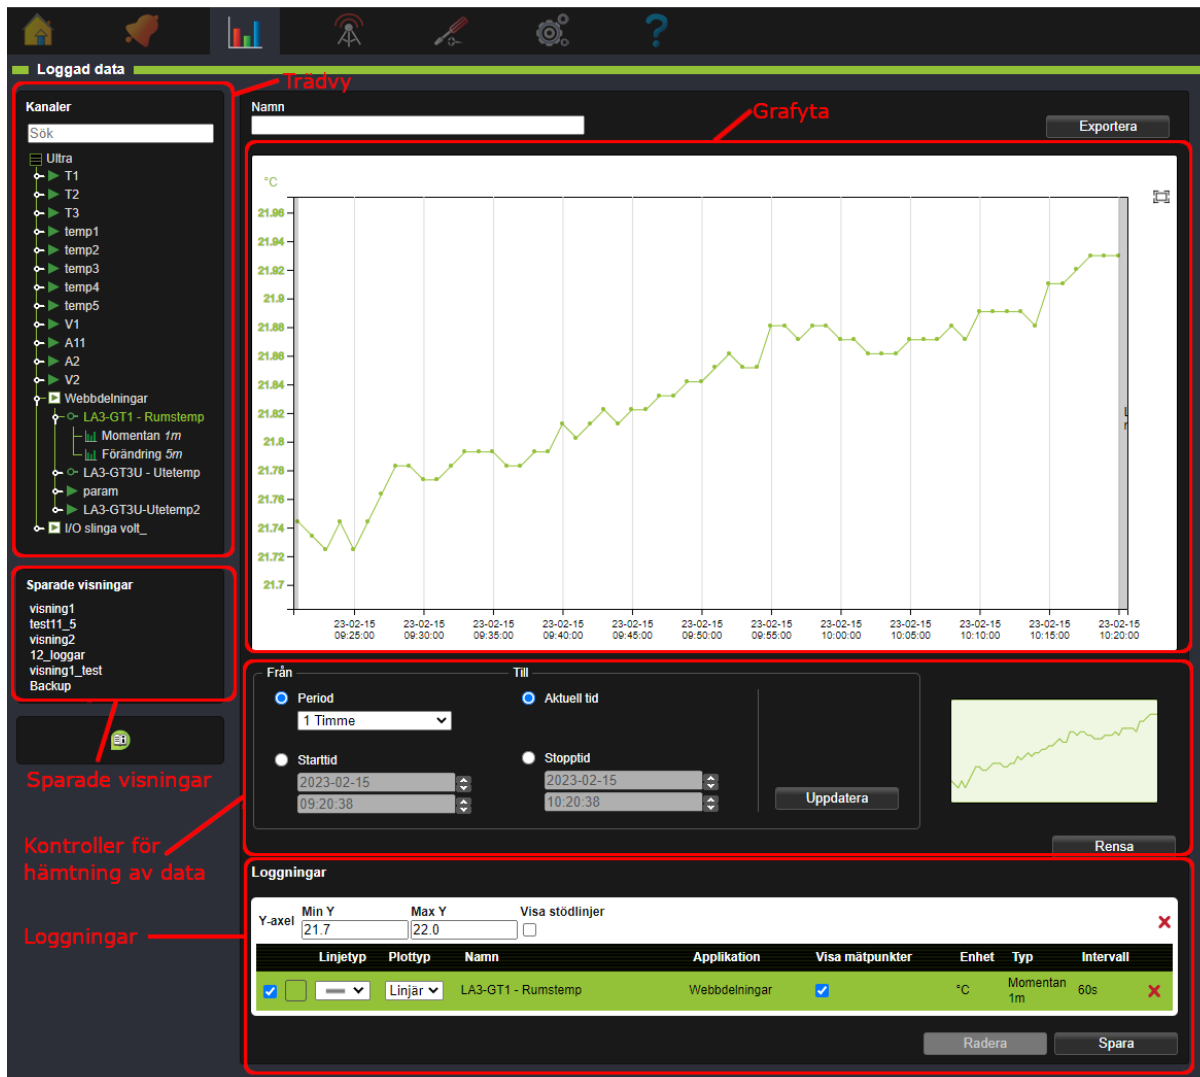 Loggad data
Trädvy
Kanaler
Sök
Ultra
T1
T2
T3
temp1
temp2
temp3
temp4
temp5
V1
A11
A2
V2
Webbdelningar
LA3-GT1 - Rumstemp
Momentan 1m
Förändring 5m
LA3-GT3U - Utetemp
param
LA3-GT3U-Utetemp2
I/O slinga volt_
Sparade visningar
visning1
test11_5
visning2
12_loggar
visning1_test
Backup
Sparade visningar
Kontroller för
hämtning av data
Loggningar
Namn
Grafyta
Exportera
°C
21.96
21.94
21.92
21.9
21.88
21.86
21.84
21.82
21.8
21.78
21.76
21.74
21.72
21.7
23-02-15 23-02-15 23-02-15 23-02-15 23-02-15 23-02-15 23-02-15 23-02-15 23-02-15 23-02-15 23-02-15 23-02-15
09:25:00 09:30:00 09:35:00 09:40:00 09:45:00 09:50:00 09:55:00 10:00:00 10:05:00 10:10:00 10:15:00 10:20:00
Från Till
Period Aktuell tid
1 Timme
Starttid Stopptid
2023-02-15 2023-02-15
09:20:38 10:20:38
Uppdatera
Rensa
Loggningar
Y-axel Min Y Max Y Visa stödlinjer
21.7 22.0
Linjetyp Plottyp Namn Applikation Visa mätpunkter Enhet Typ Intervall
Linjär LA3-GT1 - Rumstemp Webbdelningar °C Momentan 1m 60s
Radera Spara